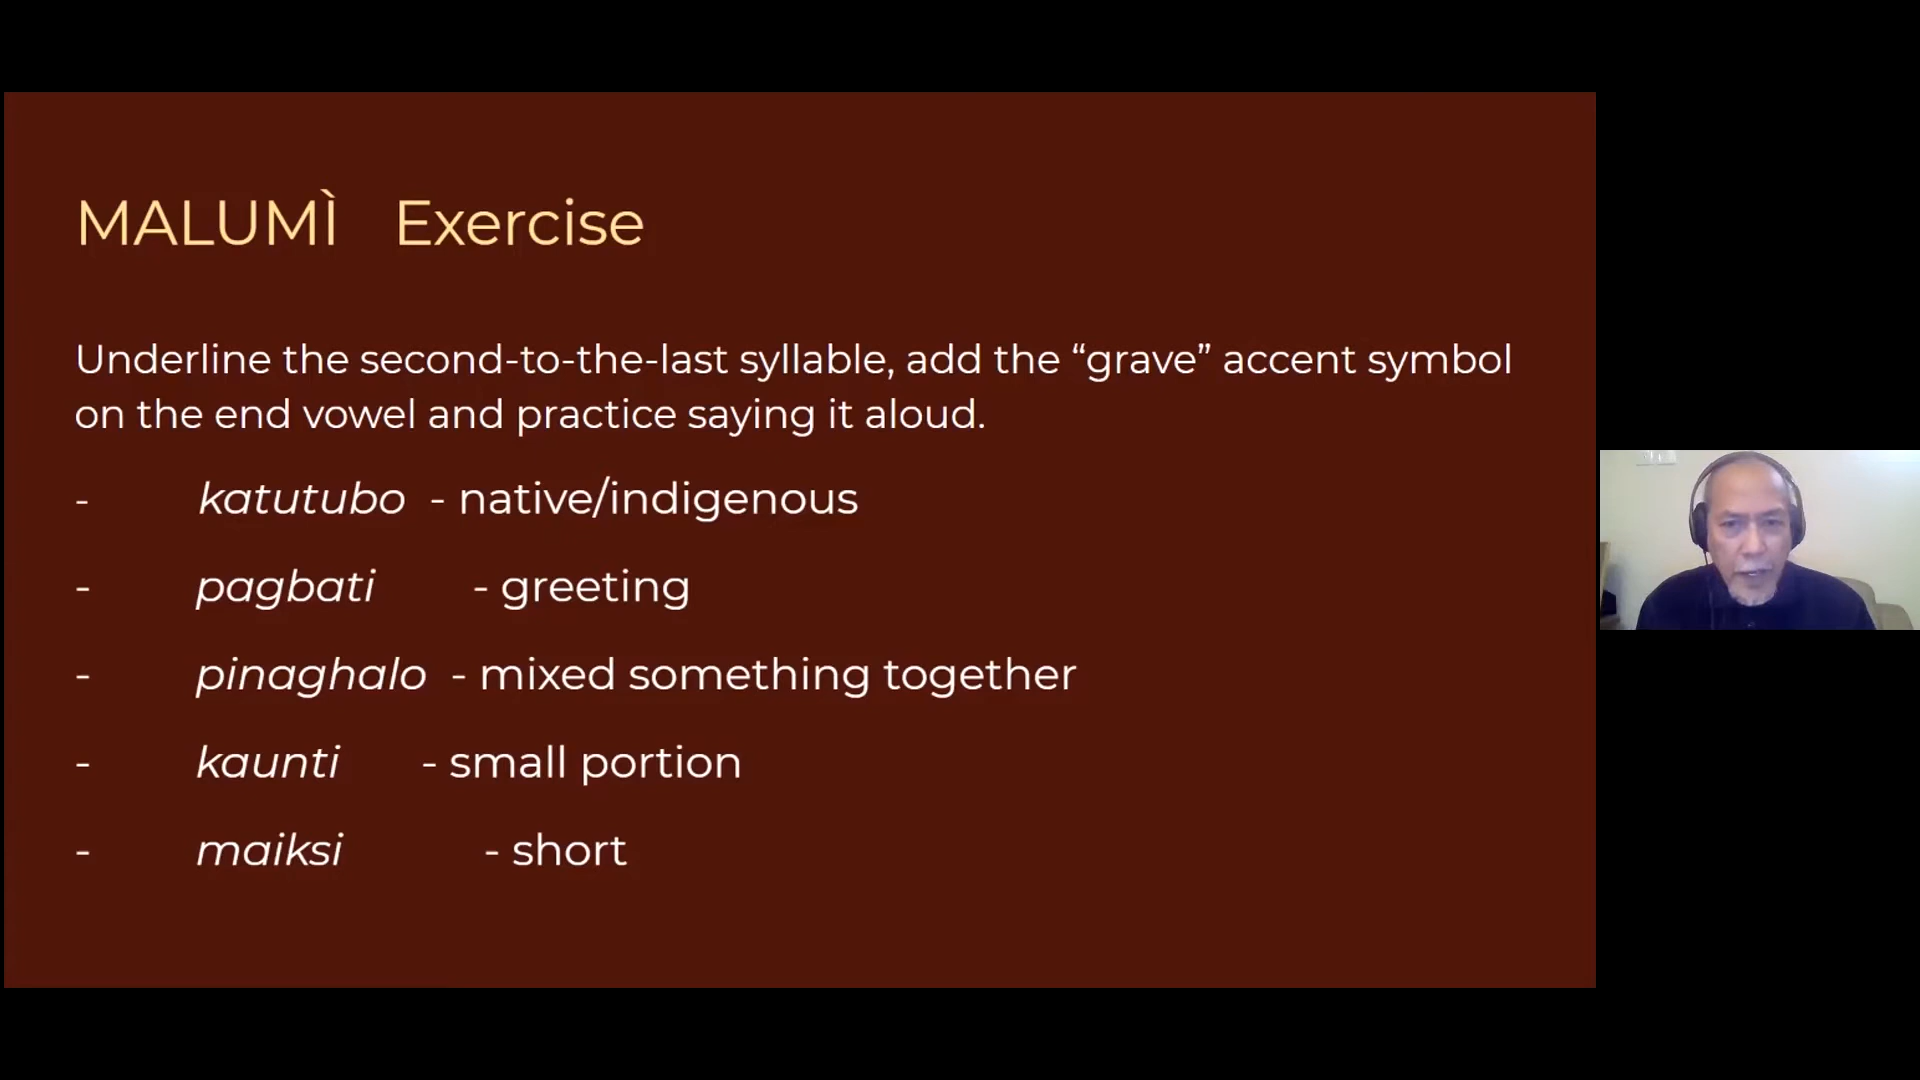 MALUMÌ Exercise
Underline the second-to-the-last syllable, add the “grave” accent symbol
on the end vowel and practice saying it aloud.
- katutubo - native/indigenous
- pagbati - greeting
- pinaghalo - mixed something together
- kaunti - small portion
- maiksi - short